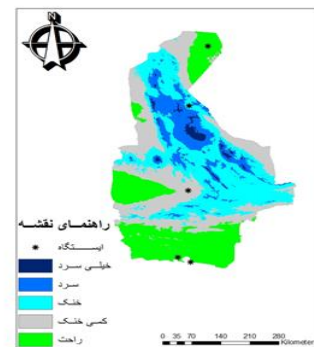 N
راهنمای نقشه
ایستگاه
خیلی سرد
سرد
خنک
کمی خنک
راحت
0 35 70 140 210 280
Kilometer